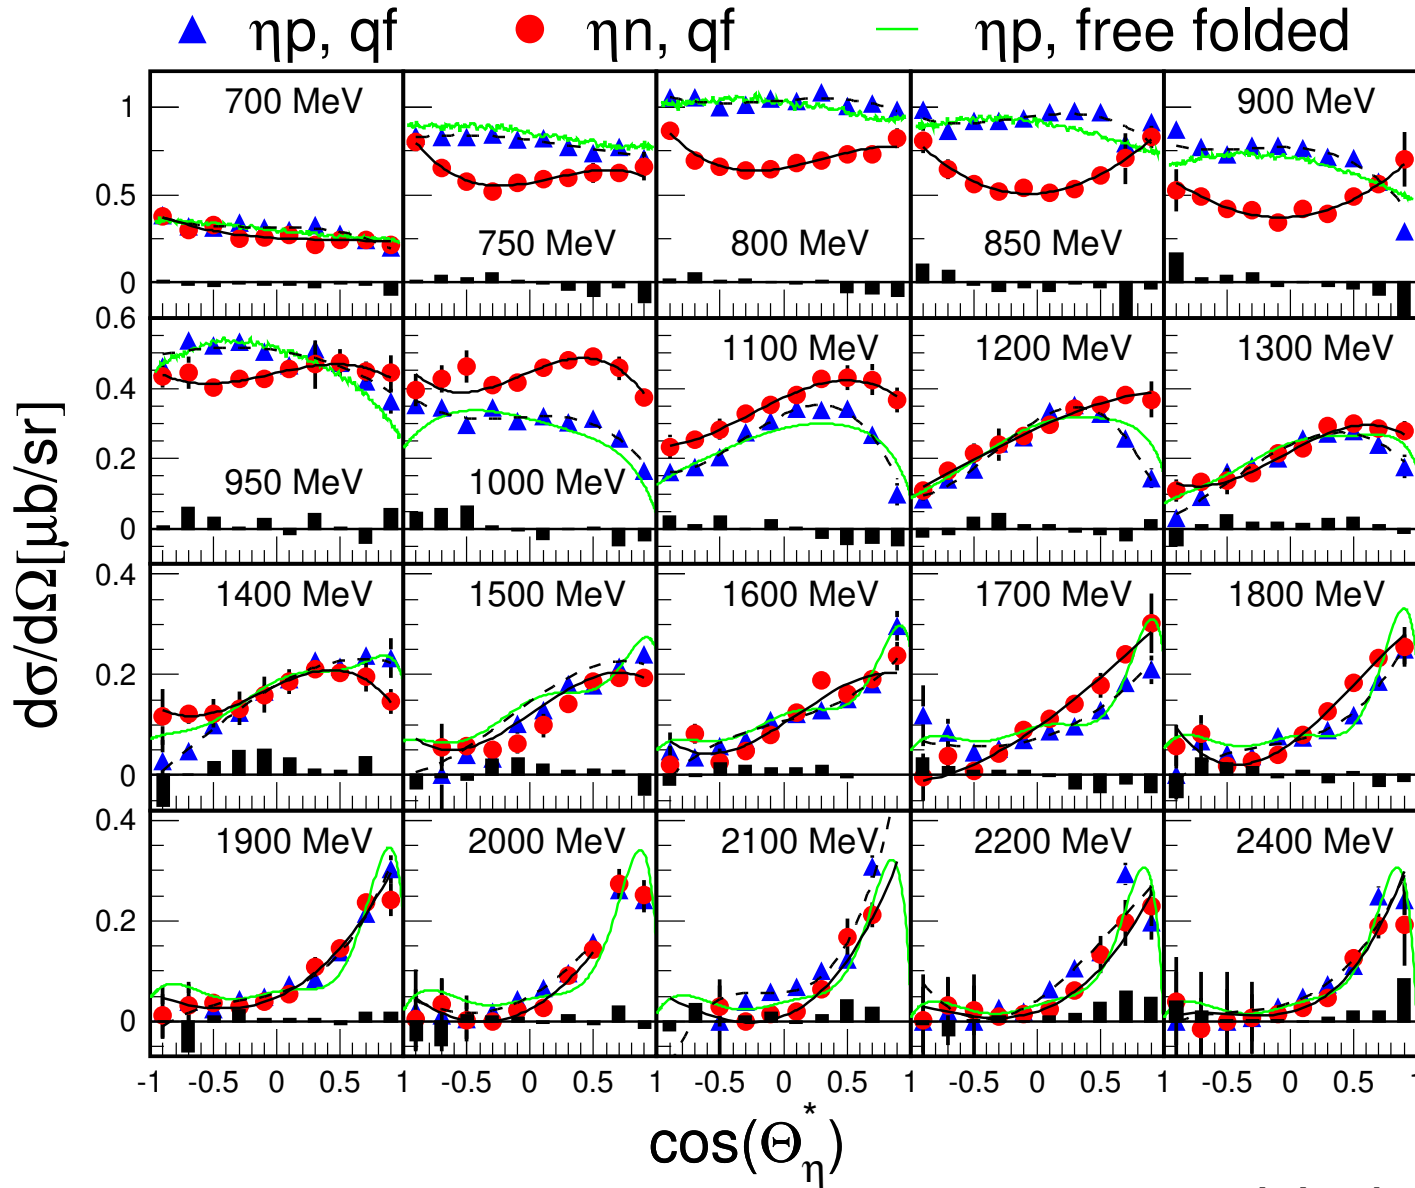 ηp, qf ηn, qf ηp, free folded
700 MeV 750 MeV 800 MeV 850 MeV 900 MeV
1 0.5 0
950 MeV 1000 MeV 1100 MeV 1200 MeV 1300 MeV
0.6 0.4 0.2 0
1400 MeV 1500 MeV 1600 MeV 1700 MeV 1800 MeV
0.4 0.2 0
1900 MeV 2000 MeV 2100 MeV 2200 MeV 2400 MeV
0.4 0.2 0
-1 -0.5 0 0.5 1 -0.5 0 0.5 1 -0.5 0 0.5 1 -0.5 0 0.5 1 -0.5 0 0.5 1
dσ/dΩ[μb/sr]
cos(Θ*η)